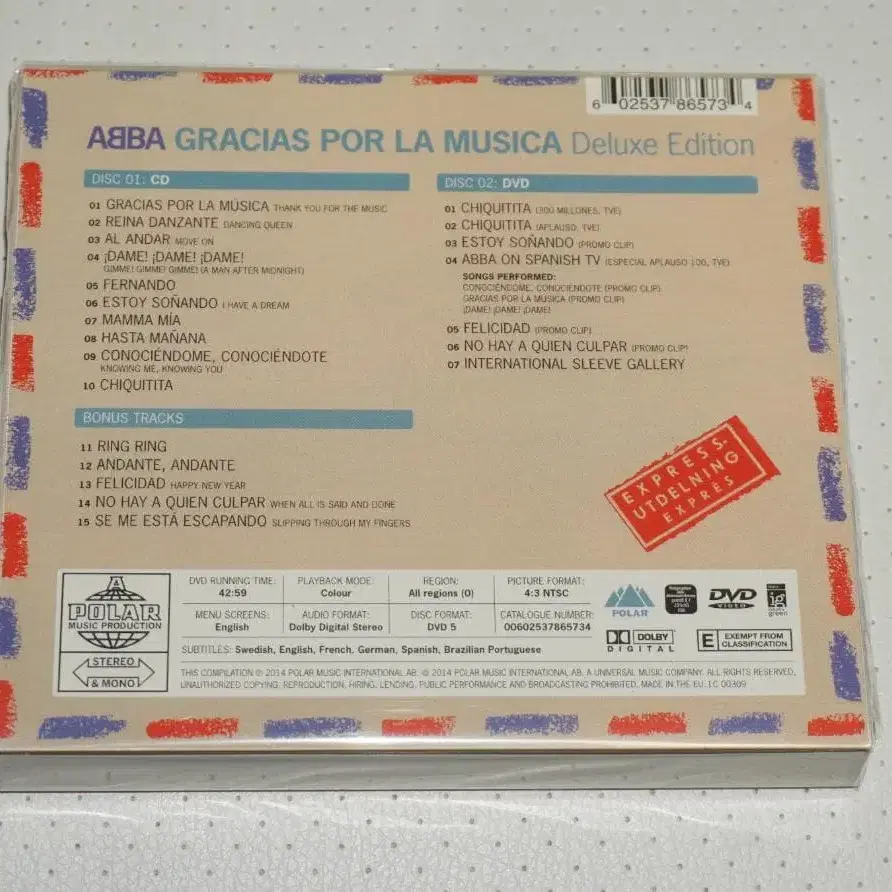 6 02537 86573 4
ABBA GRACIAS POR LA MUSICA Deluxe Edition
DISC 01: CD
01 GRACIAS POR LA MÚSICA THANK YOU FOR THE MUSIC
02 REINA DANZANTE DANCING QUEEN
03 AL ANDAR MOVE ON
04 ¡DAME! ¡DAME! ¡DAME!
GIMME! GIMME! GIMME! (A MAN AFTER MIDNIGHT)
05 FERNANDO
06 ESTOY SOÑANDO I HAVE A DREAM
07 MAMMA MÍA
08 HASTA MAÑANA
09 CONOCIÉNDOME, CONOCIÉNDOTE
KNOWING ME, KNOWING YOU
10 CHIQUITITA
BONUS TRACKS
11 RING RING
12 ANDANTE, ANDANTE
13 FELICIDAD HAPPY NEW YEAR
14 NO HAY A QUIEN CULPAR WHEN ALL IS SAID AND DONE
15 SE ME ESTÁ ESCAPANDO SLIPPING THROUGH MY FINGERS
DISC 02: DVD
01 CHIQUITITA (300 MILLONES, TVE)
02 CHIQUITITA (APLAUSO, TVE)
03 ESTOY SOÑANDO (PROMO CLIP)
04 ABBA ON SPANISH TV (ESPECIAL APLAUSO 100, TVE)
SONGS PERFORMED:
CONOCIÉNDOME, CONOCIÉNDOTE (PROMO CLIP)
GRACIAS POR LA MÚSICA (PROMO CLIP)
¡DAME! ¡DAME! ¡DAME!
05 FELICIDAD (PROMO CLIP)
06 NO HAY A QUIEN CULPAR (PROMO CLIP)
07 INTERNATIONAL SLEEVE GALLERY
EXPRESS-
UTDELNING
EXPRÈS
A
POLAR
MUSIC PRODUCTION
STEREO
& MONO
DVD RUNNING TIME:
42:59
PLAYBACK MODE:
Colour
REGION:
All regions (0)
PICTURE FORMAT:
4:3 NTSC
MENU SCREENS:
English
AUDIO FORMAT:
Dolby Digital Stereo
DISC FORMAT:
DVD 5
CATALOGUE NUMBER:
00602537865734
SUBTITLES: Swedish, English, French, German, Spanish, Brazilian Portuguese
POLAR
DVD
VIDEO
green
DOLBY
DIGITAL
E EXEMPT FROM
CLASSIFICATION
THIS COMPILATION ℗ 2014 POLAR MUSIC INTERNATIONAL AB. © 2014 POLAR MUSIC INTERNATIONAL AB. A UNIVERSAL MUSIC COMPANY. ALL RIGHTS RESERVED.
UNAUTHORIZED COPYING, REPRODUCTION, HIRING, LENDING, PUBLIC PERFORMANCE AND BROADCASTING PROHIBITED. MADE IN THE EU. LC 00309